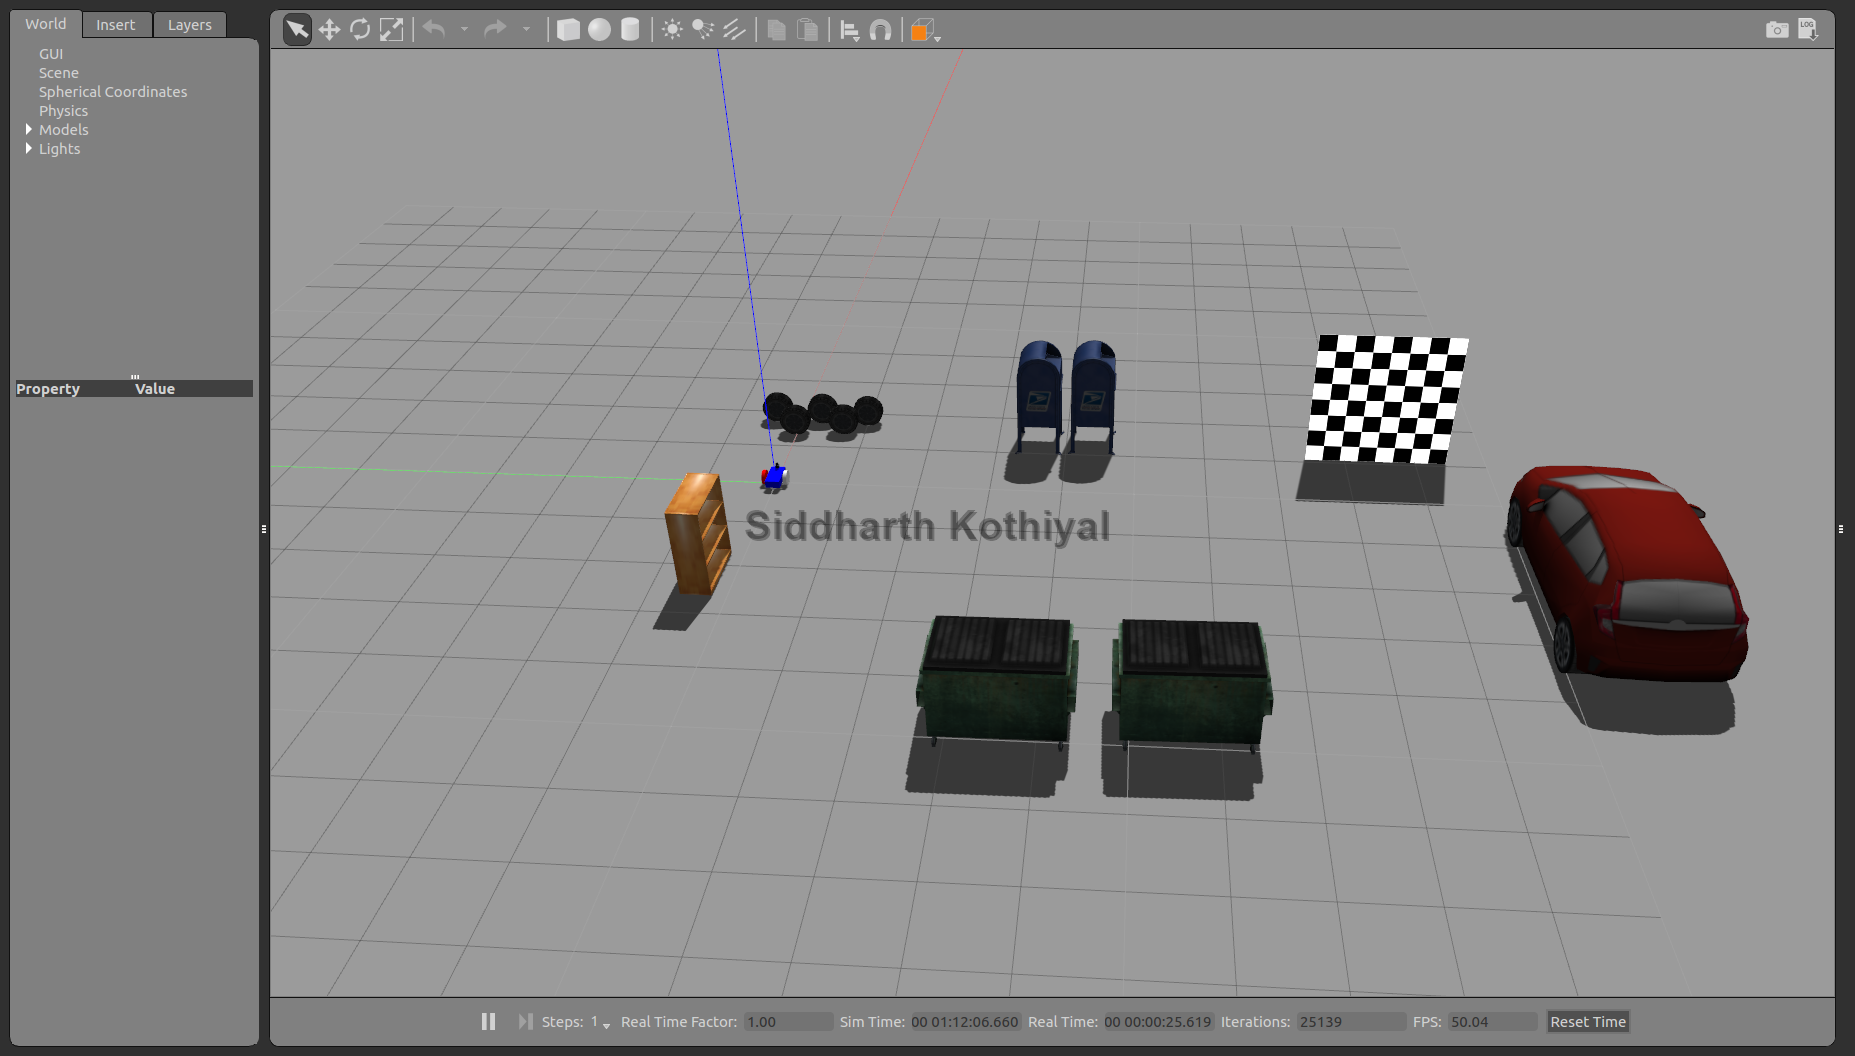 World
Insert
Layers
GUI
Scene
Spherical Coordinates
Physics
Models
Lights
Property Value
LOG
Siddharth Kothiyal
Steps: 1 Real Time Factor: 1.00 Sim Time: 00 01:12:06.660 Real Time: 00 00:00:25.619 Iterations: 25139 FPS: 50.04 Reset Time